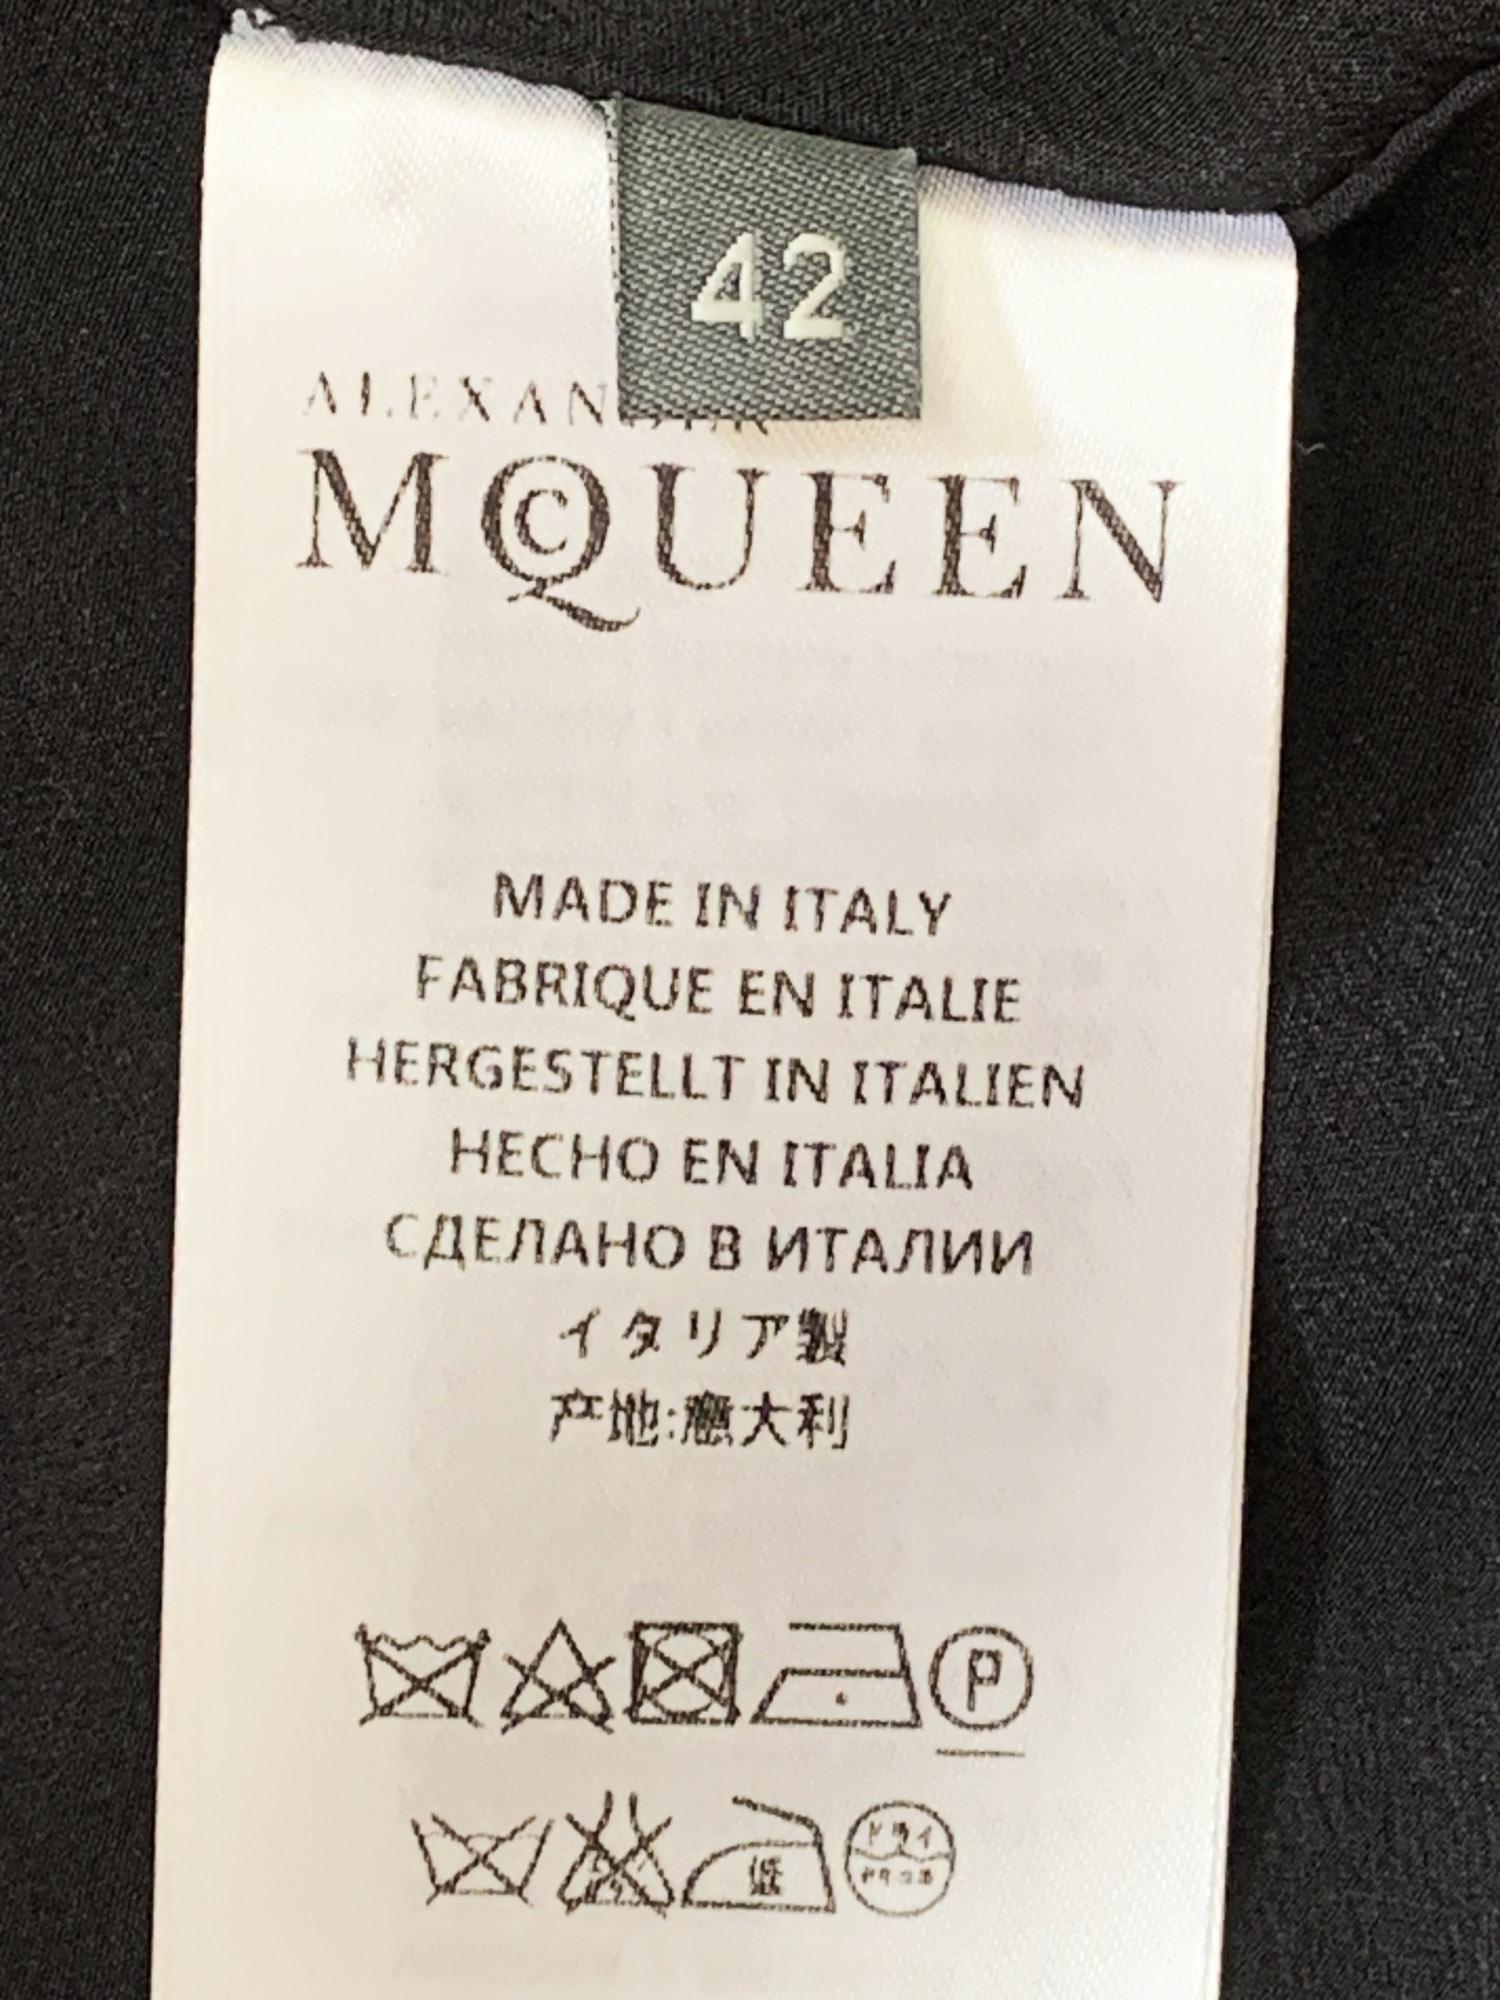 42
ALEXANDER
McQUEEN
MADE IN ITALY
FABRIQUE EN ITALIE
HERGESTELLT IN ITALIEN
HECHO EN ITALIA
СДЕЛАНО В ИТАЛИИ
イタリア製
产地:意大利
P
低
ドライ